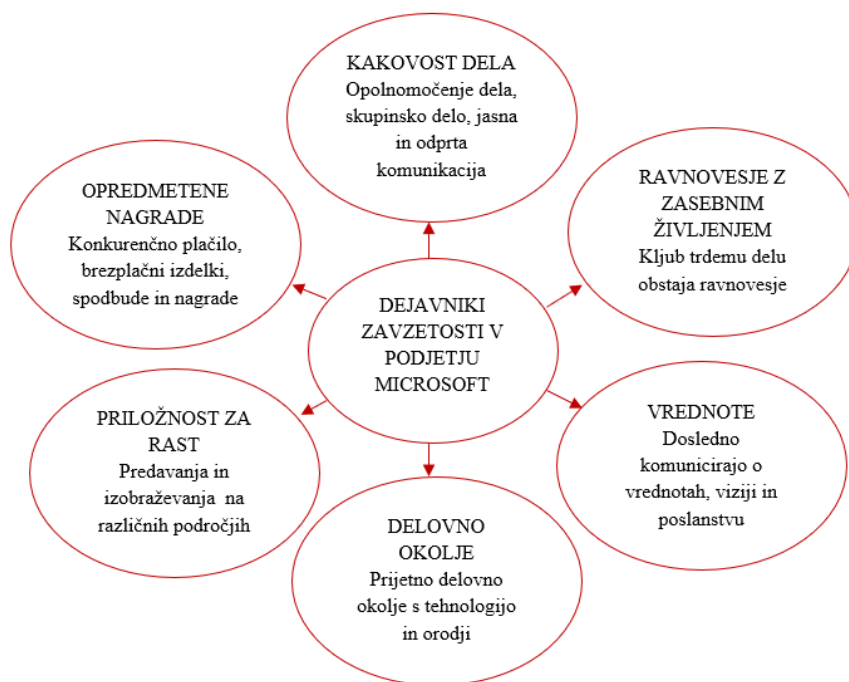 KAKOVOST DELA
Opolnomočenje dela,
skupinsko delo, jasna
in odprta
komunikacija
OPREDMETENE
NAGRADE
Konkurenčno plačilo,
brezplačni izdelki,
spodbude in nagrade
RAVNOVESJE Z
ZASEBNIM
ŽIVLJENJEM
Kljub trdemu delu
obstaja ravnovesje
DEJAVNIKI
ZAVZETOSTI V
PODJETJU
MICROSOFT
PRILOŽNOST ZA
RAST
Predavanja in
izobraževanja na
različnih področjih
VREDNOTE
Dosledno
komunicirajo o
vrednotah, viziji in
poslanstvu
DELOVNO
OKOLJE
Prijetno delovno
okolje s tehnologijo
in orodji